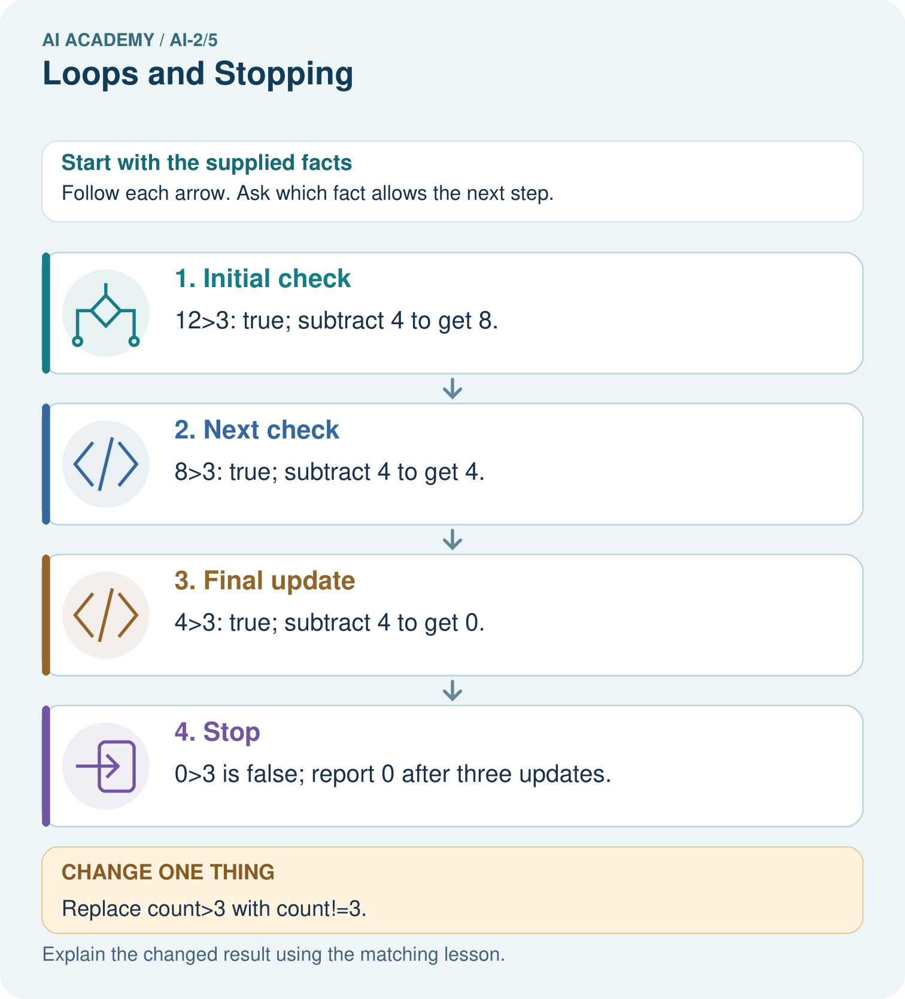 AI ACADEMY / AI-2/5
Loops and Stopping
Start with the supplied facts
Follow each arrow. Ask which fact allows the next step.
1. Initial check
12>3: true; subtract 4 to get 8.
2. Next check
8>3: true; subtract 4 to get 4.
3. Final update
4>3: true; subtract 4 to get 0.
4. Stop
0>3 is false; report 0 after three updates.
CHANGE ONE THING
Replace count>3 with count!=3.
Explain the changed result using the matching lesson.